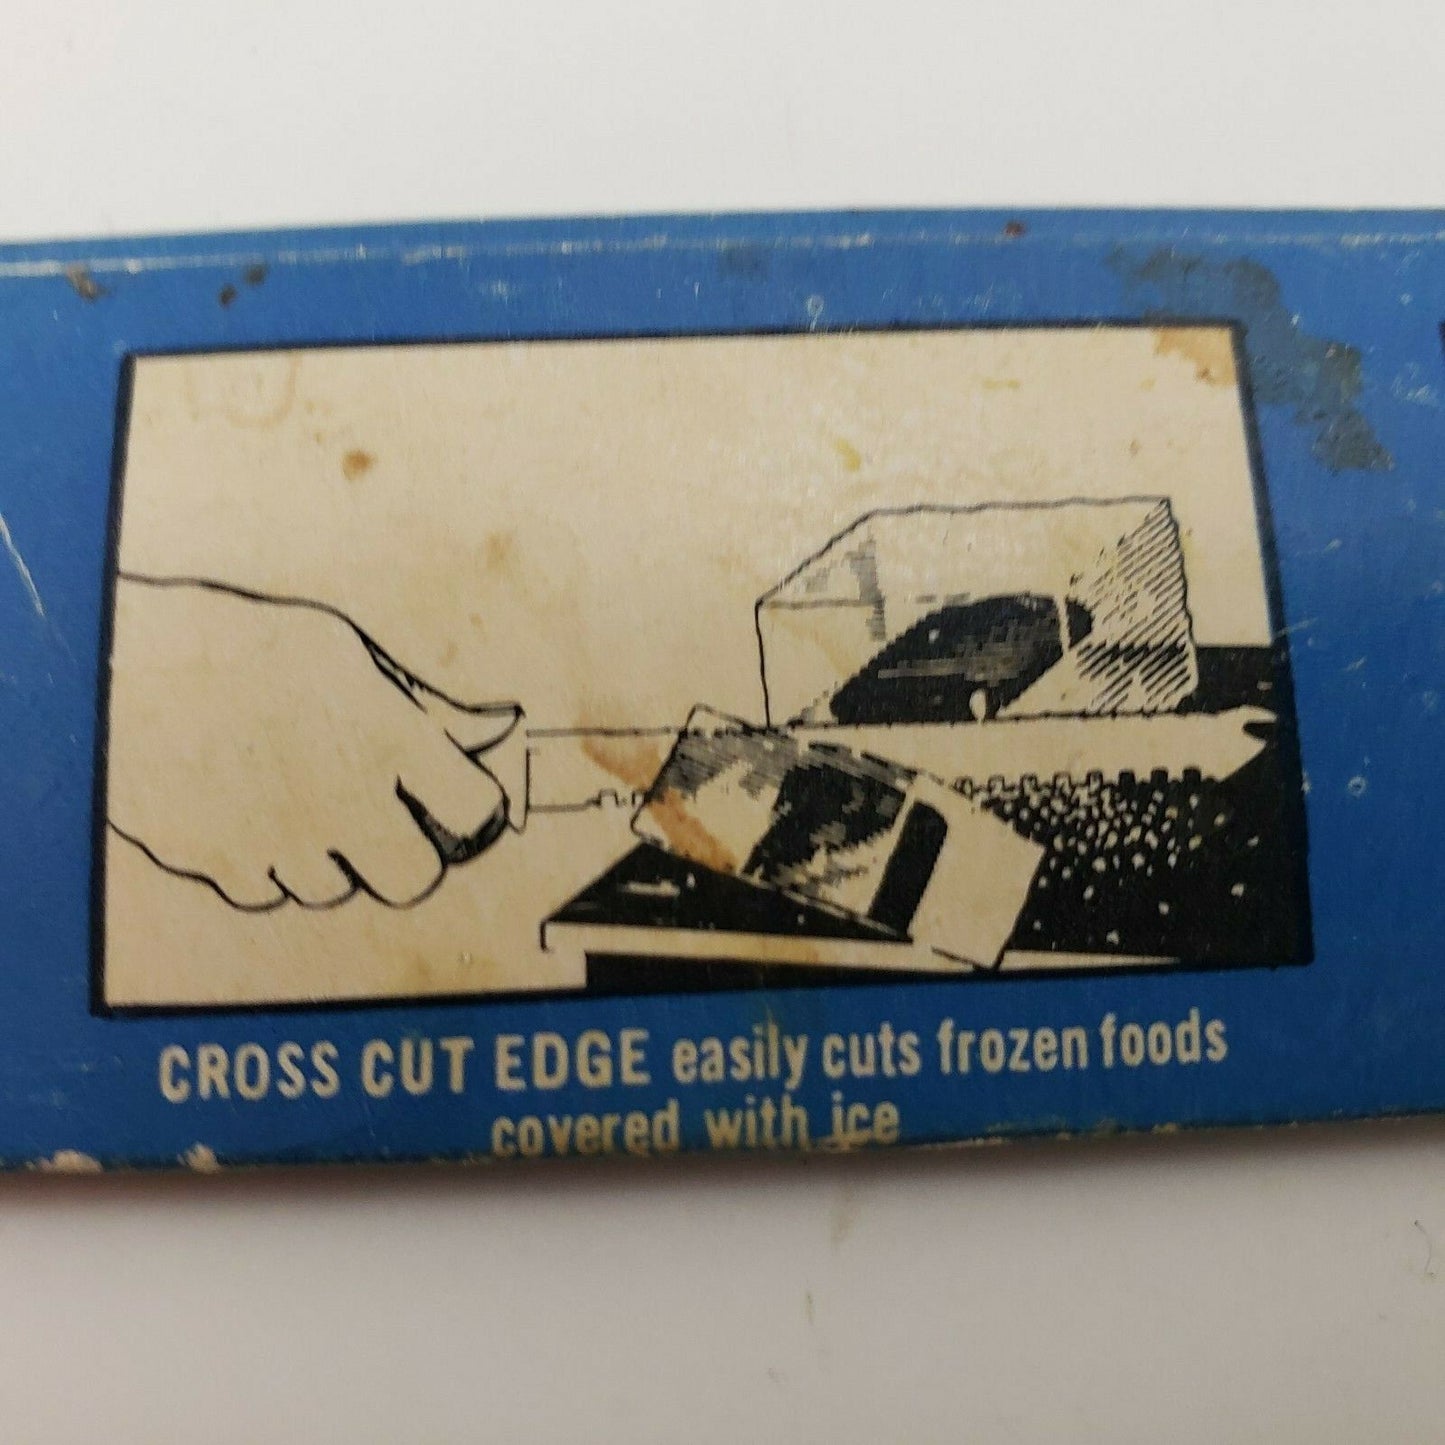 CROSS CUT EDGE easily cuts frozen foods
covered with ice